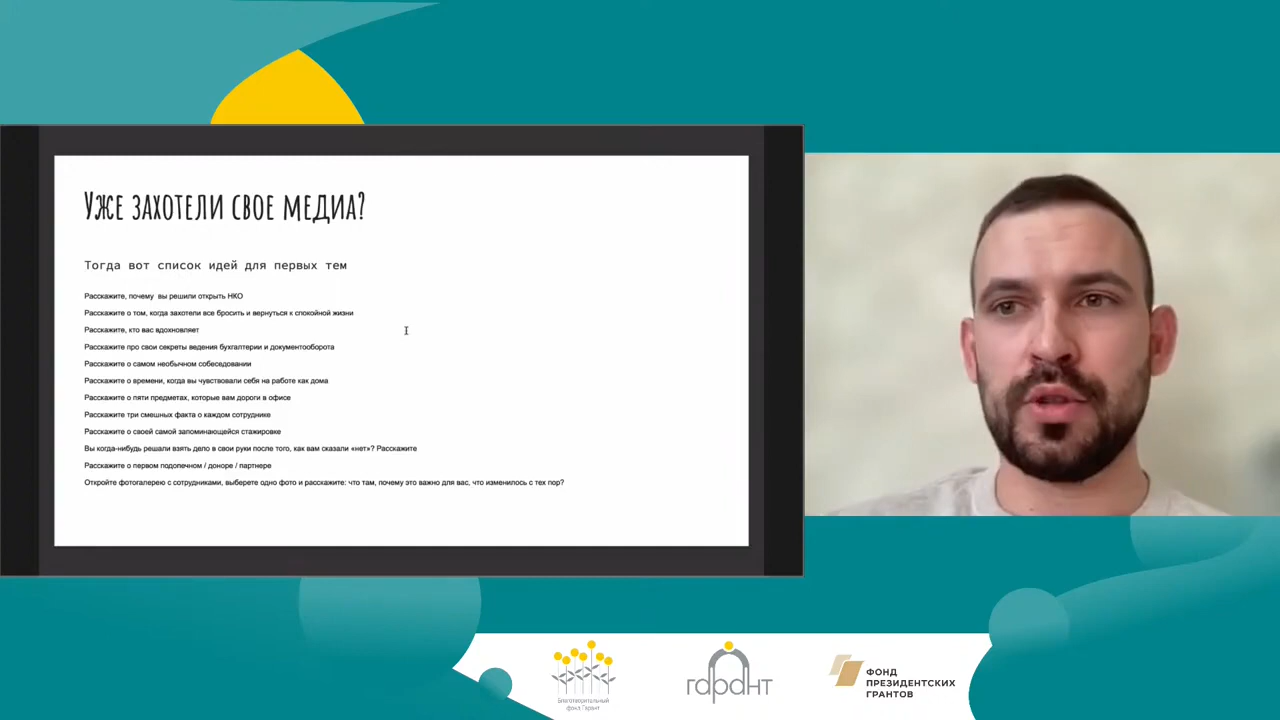 Уже захотели свое медиа?
Тогда вот список идей для первых тем
Расскажите, почему  вы решили открыть НКО
Расскажите о том, когда захотели все бросить и вернуться к спокойной жизни
Расскажите, кто вас вдохновляет
Расскажите про свои секреты ведения бухгалтерии и документооборота
Расскажите о самом необычном собеседовании
Расскажите о времени, когда вы чувствовали себя на работе как дома
Расскажите о пяти предметах, которые вам дороги в офисе
Расскажите три смешных факта о каждом сотруднике
Расскажите о своей самой запоминающейся стажировке
Вы когда-нибудь решали взять дело в свои руки после того, как вам сказали «нет»? Расскажите
Расскажите о первом подопечном / доноре / партнере
Откройте фотогалерею с сотрудниками, выберете одно фото и расскажите: что там, почему это важно для вас, что изменилось с тех пор?
Благотворительный
фонд Гарант
гарант
ФОНД
ПРЕЗИДЕНТСКИХ
ГРАНТОВ